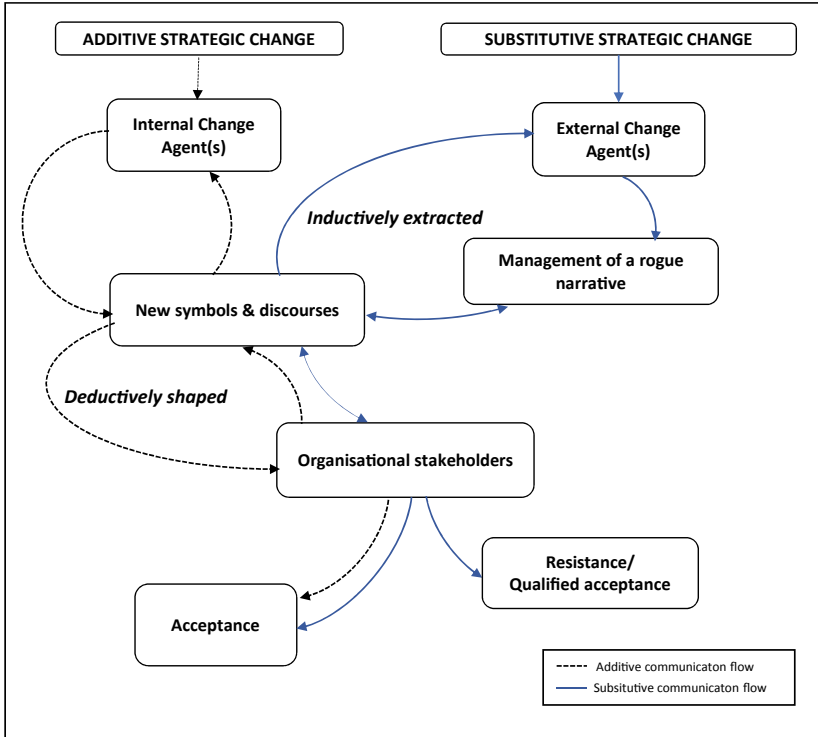 ADDITIVE STRATEGIC CHANGE
SUBSTITUTIVE STRATEGIC CHANGE
Internal Change
Agent(s)
External Change
Agent(s)
Inductively extracted
Management of a rogue
narrative
New symbols & discourses
Deductively shaped
Organisational stakeholders
Resistance/
Qualified acceptance
Acceptance
Additive communicaton flow
Subsitutive communicaton flow